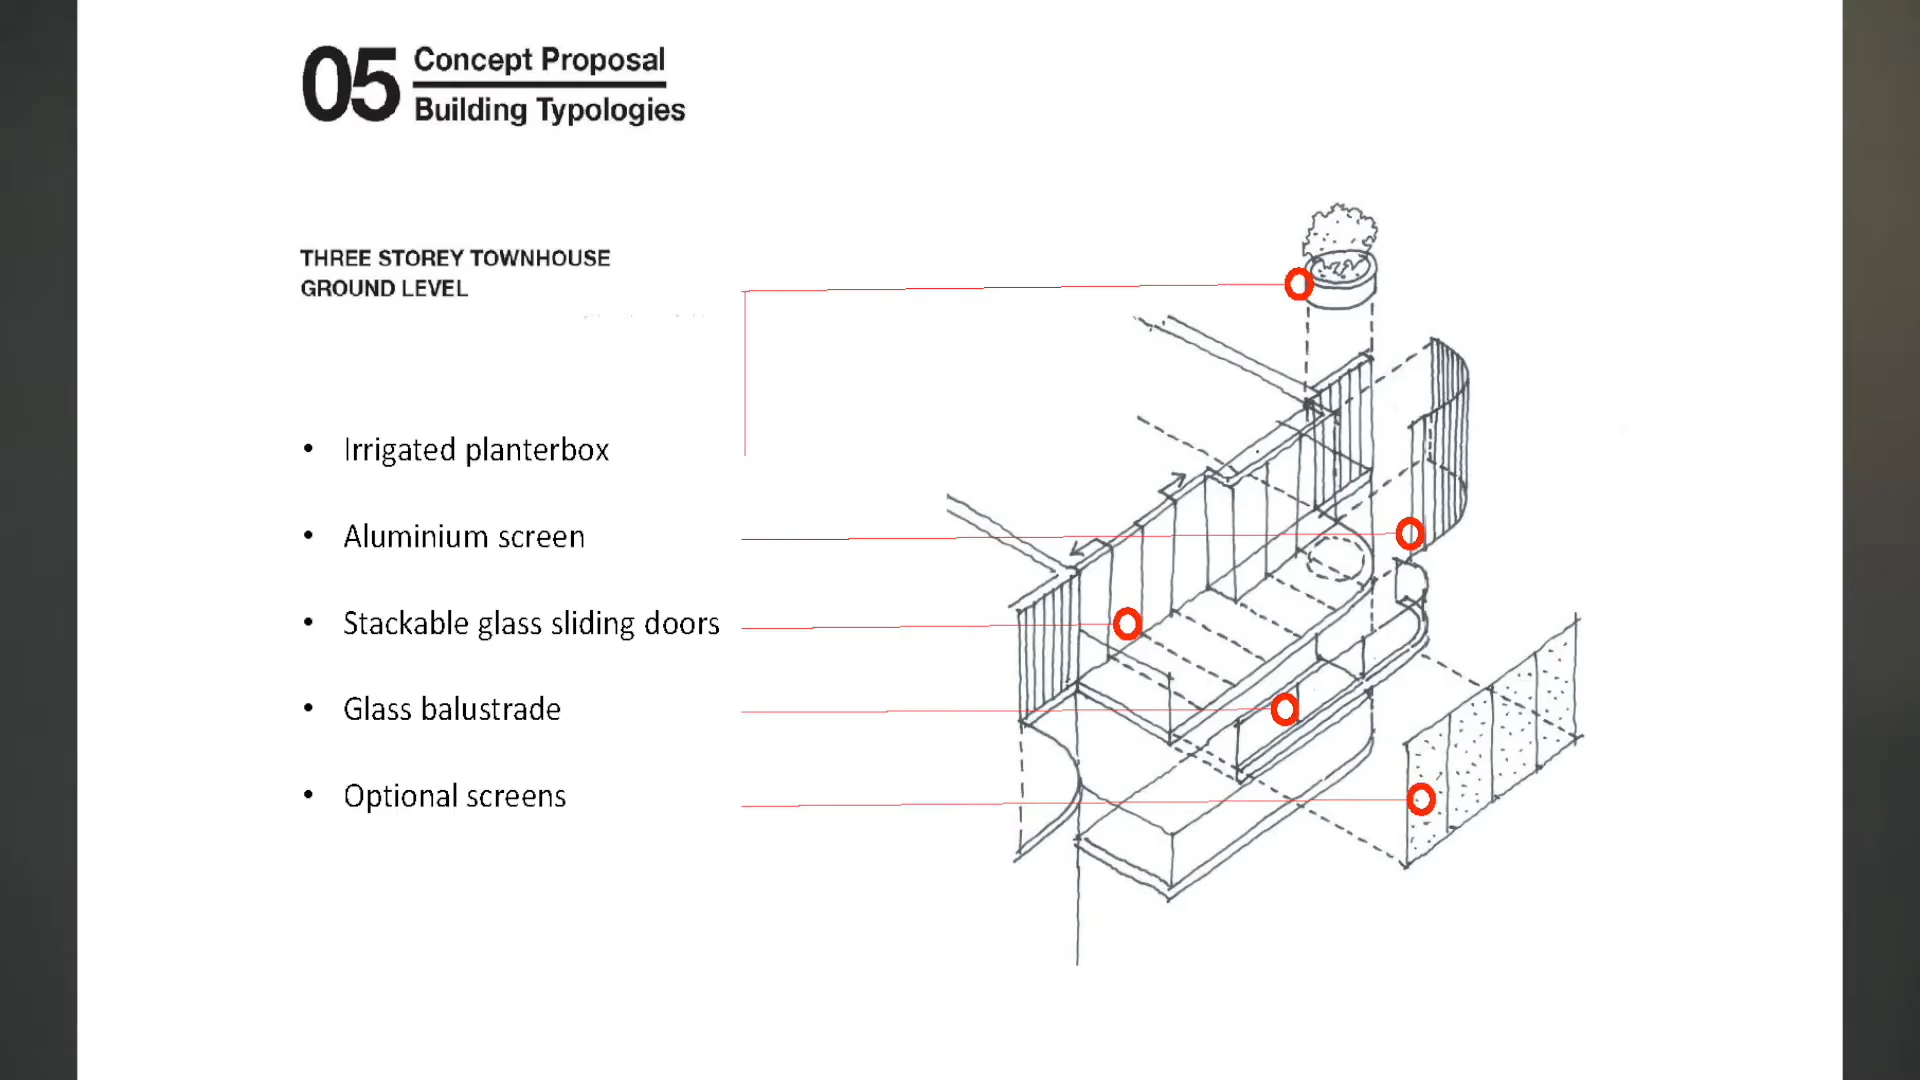 05
Concept Proposal
Building Typologies
THREE STOREY TOWNHOUSE
GROUND LEVEL
• Irrigated planterbox
• Aluminium screen
• Stackable glass sliding doors
• Glass balustrade
• Optional screens